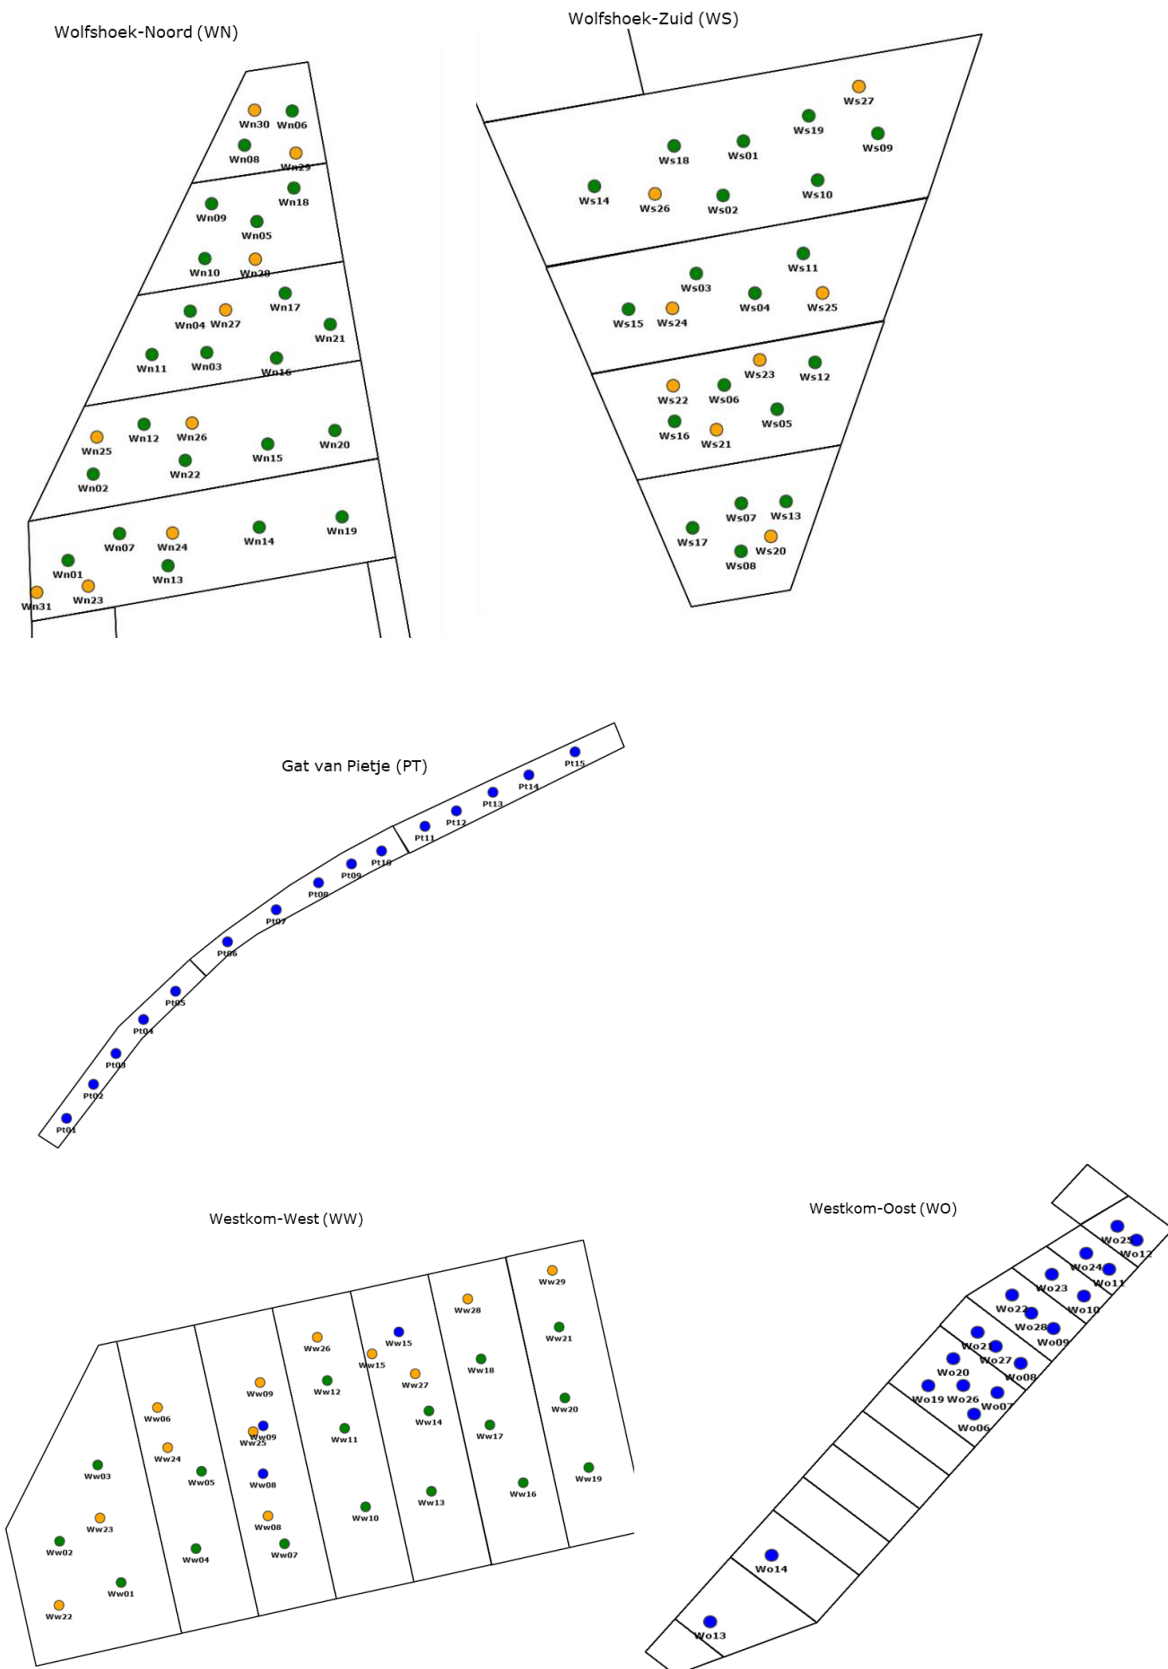 Wolfshoek-Noord (WN)
Wn30 Wn06
Wn08 Wn29
Wn18
Wn09
Wn05
Wn10 Wn28
Wn17
Wn04 Wn27
Wn21
Wn11 Wn03 Wn16
Wn12 Wn26
Wn25 Wn20
Wn22 Wn15
Wn02
Wn19
Wn07 Wn24 Wn14
Wn01 Wn13
Wn31 Wn23
Wolfshoek-Zuid (WS)
Ws27
Ws19
Ws18 Ws01 Ws09
Ws14 Ws26 Ws02 Ws10
Ws11
Ws03
Ws15 Ws24 Ws04 Ws25
Ws23 Ws12
Ws22 Ws06
Ws16 Ws21 Ws05
Ws07 Ws13
Ws17 Ws20
Ws08
Gat van Pietje (PT)
Pt15
Pt14
Pt13
Pt12
Pt11
Pt10
Pt09
Pt08
Pt07
Pt06
Pt05
Pt04
Pt03
Pt02
Pt01
Westkom-West (WW)
Ww29
Ww28
Ww26 Ww15 Ww21
Ww15 Ww18
Ww09 Ww12 Ww27
Ww06 Ww20
Ww09 Ww14
Ww25 Ww11 Ww17
Ww24
Ww03 Ww05 Ww08 Ww19
Ww16
Ww23 Ww08 Ww10 Ww13
Ww02 Ww04 Ww07
Ww01
Ww22
Westkom-Oost (WO)
Wo25
Wo12
Wo24
Wo11
Wo23
Wo22 Wo10
Wo28
Wo09
Wo21
Wo27
Wo20 Wo08
Wo19 Wo26 Wo07
Wo06
Wo14
Wo13